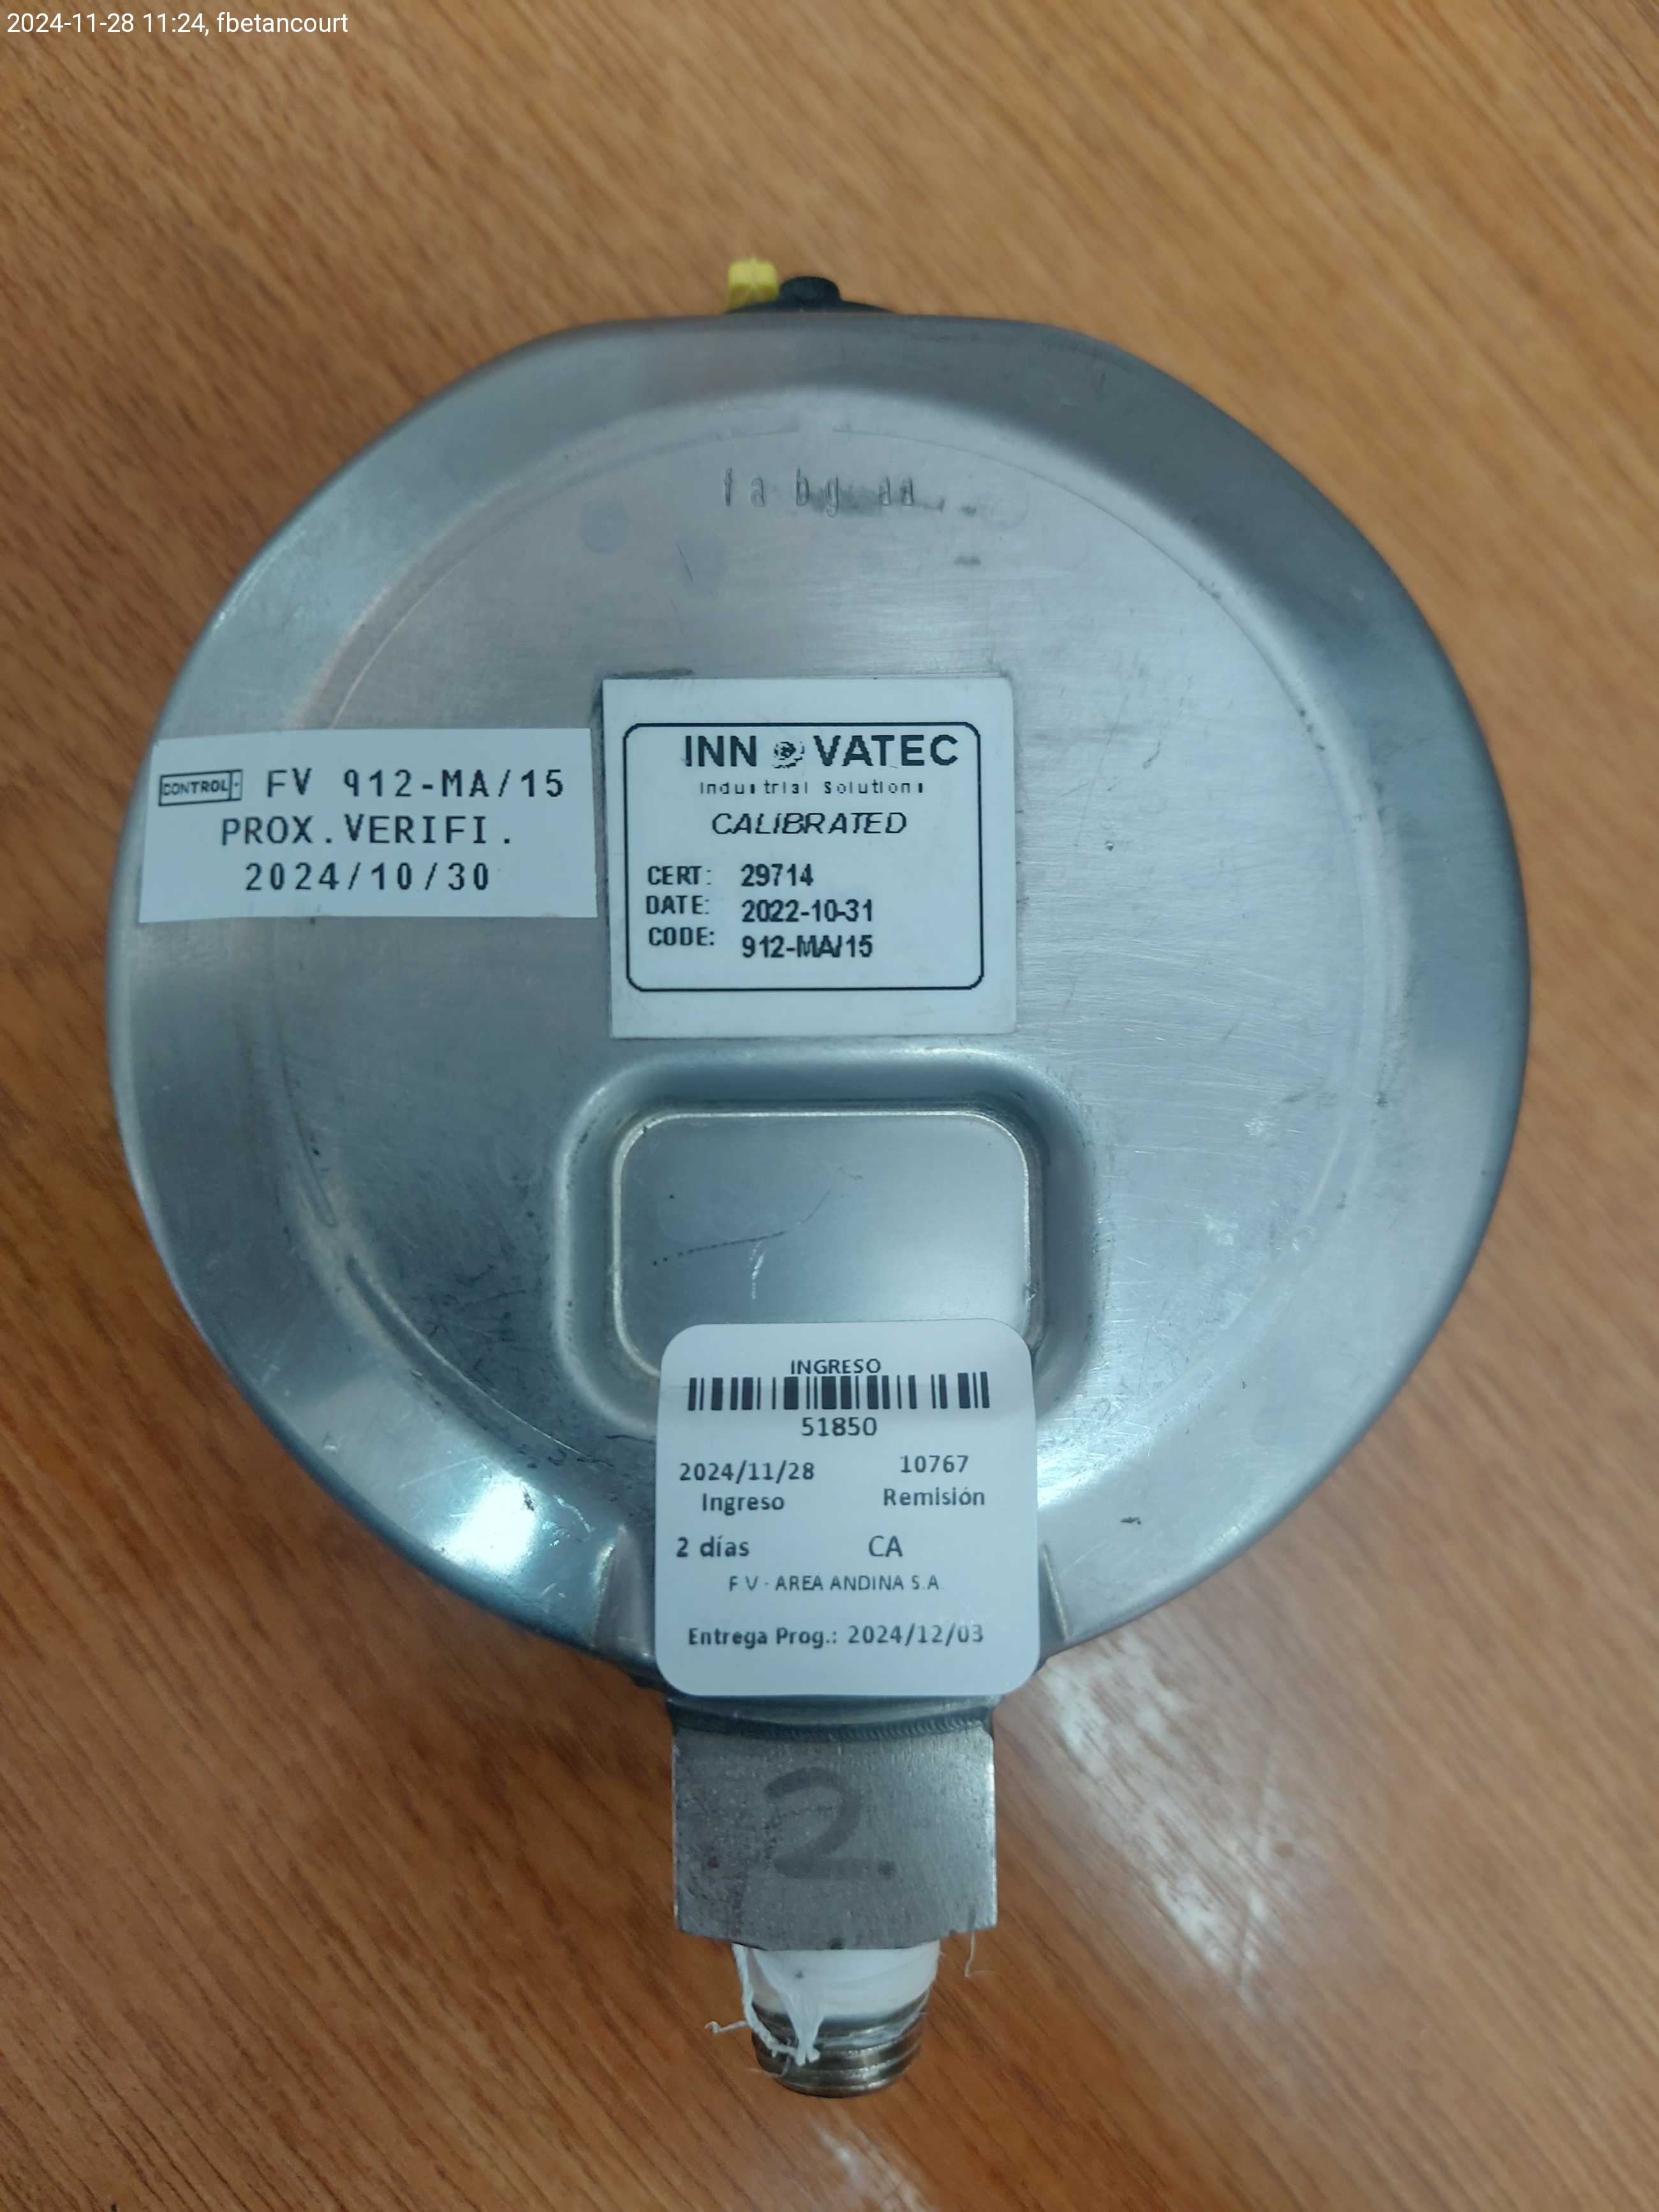 2024-11-28 11:24, fbetancourt
CONTROL FV 912-MA/15
PROX.VERIFI.
2024/10/30
INNOVATEC
Industrial Solutions
CALIBRATED
CERT: 29714
DATE: 2022-10-31
CODE: 912-MA/15
INGRESO
51850
2024/11/28 10767
Ingreso Remisión
2 días CA
F.V - AREA ANDINA S.A.
Entrega Prog.: 2024/12/03
2